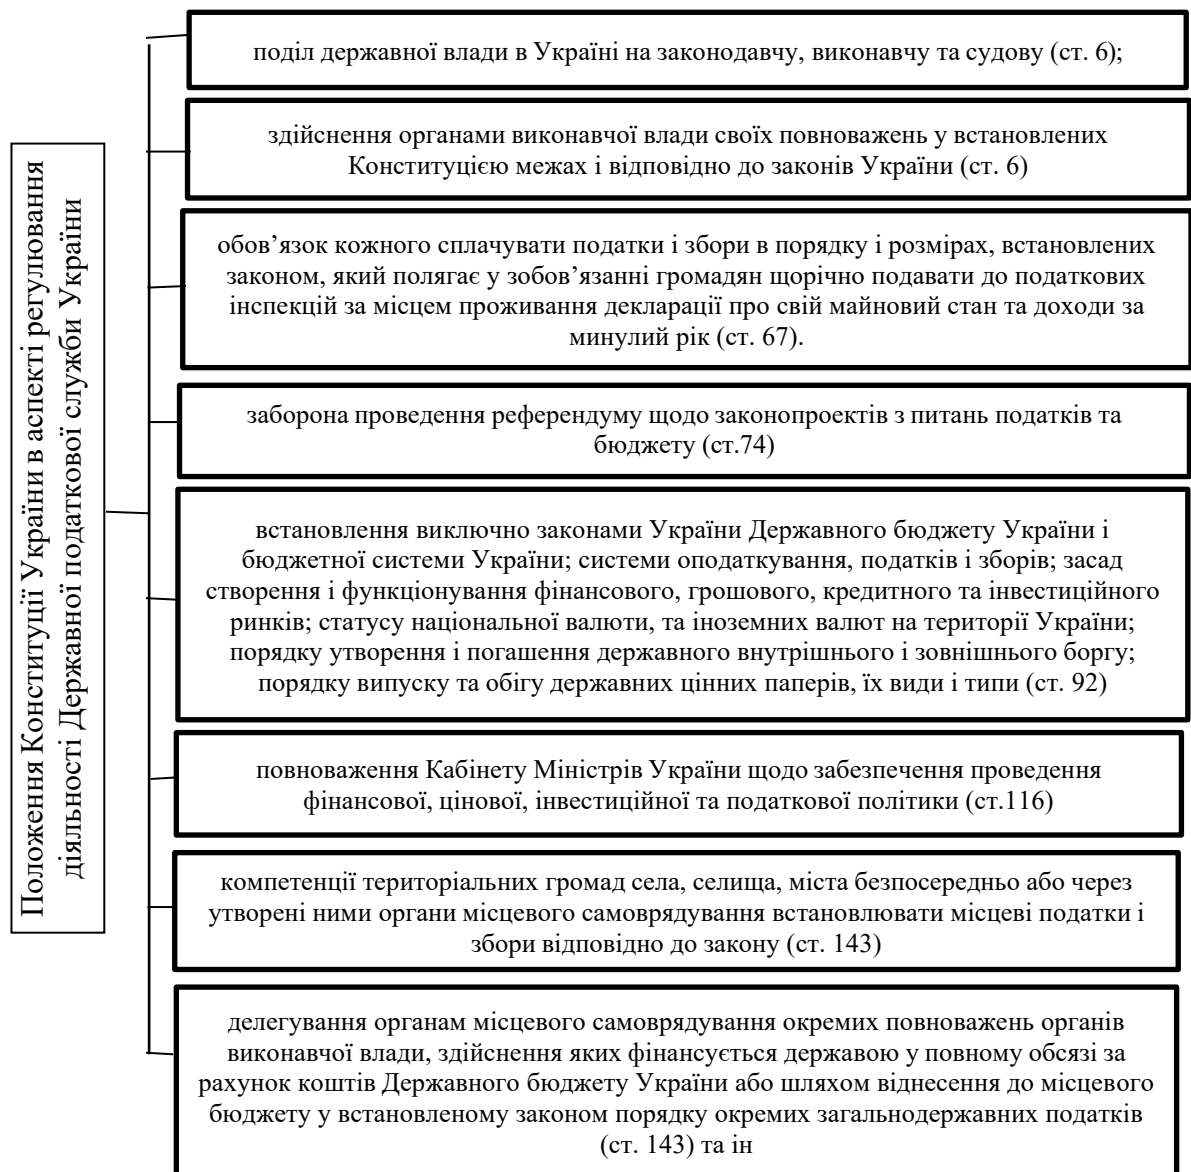 Положення Конституції України в аспекті регулювання
діяльності Державної податкової служби України
поділ державної влади в Україні на законодавчу, виконавчу та судову (ст. 6);
здійснення органами виконавчої влади своїх повноважень у встановлених
Конституцією межах і відповідно до законів України (ст. 6)
обов’язок кожного сплачувати податки і збори в порядку і розмірах, встановлених
законом, який полягає у зобов’язанні громадян щорічно подавати до податкових
інспекцій за місцем проживання декларації про свій майновий стан та доходи за
минулий рік (ст. 67).
заборона проведення референдуму щодо законопроектів з питань податків та
бюджету (ст.74)
встановлення виключно законами України Державного бюджету України і
бюджетної системи України; системи оподаткування, податків і зборів; засад
створення і функціонування фінансового, грошового, кредитного та інвестиційного
ринків; статусу національної валюти, та іноземних валют на території України;
порядку утворення і погашення державного внутрішнього і зовнішнього боргу;
порядку випуску та обігу державних цінних паперів, їх види і типи (ст. 92)
повноваження Кабінету Міністрів України щодо забезпечення проведення
фінансової, цінової, інвестиційної та податкової політики (ст.116)
компетенції територіальних громад села, селища, міста безпосередньо або через
утворені ними органи місцевого самоврядування встановлювати місцеві податки і
збори відповідно до закону (ст. 143)
делегування органам місцевого самоврядування окремих повноважень органів
виконавчої влади, здійснення яких фінансується державою у повному обсязі за
рахунок коштів Державного бюджету України або шляхом віднесення до місцевого
бюджету у встановленому законом порядку окремих загальнодержавних податків
(ст. 143) та ін